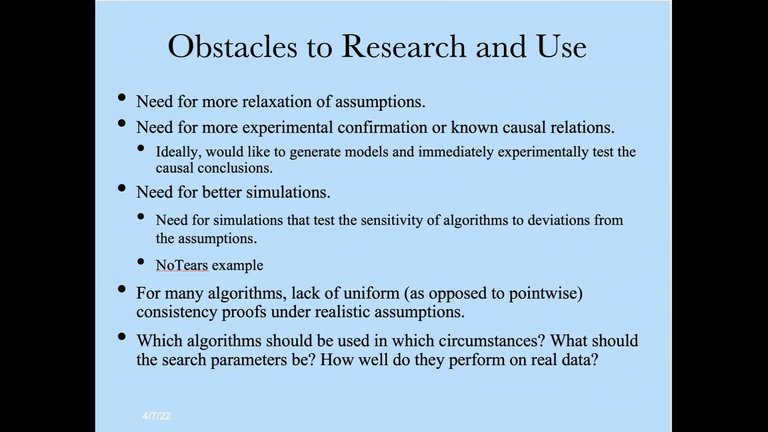 Obstacles to Research and Use
• Need for more relaxation of assumptions.
• Need for more experimental confirmation or known causal relations.
• Ideally, would like to generate models and immediately experimentally test the
causal conclusions.
• Need for better simulations.
• Need for simulations that test the sensitivity of algorithms to deviations from
the assumptions.
• NoTears example
• For many algorithms, lack of uniform (as opposed to pointwise)
consistency proofs under realistic assumptions.
• Which algorithms should be used in which circumstances? What should
the search parameters be? How well do they perform on real data?
4/7/22